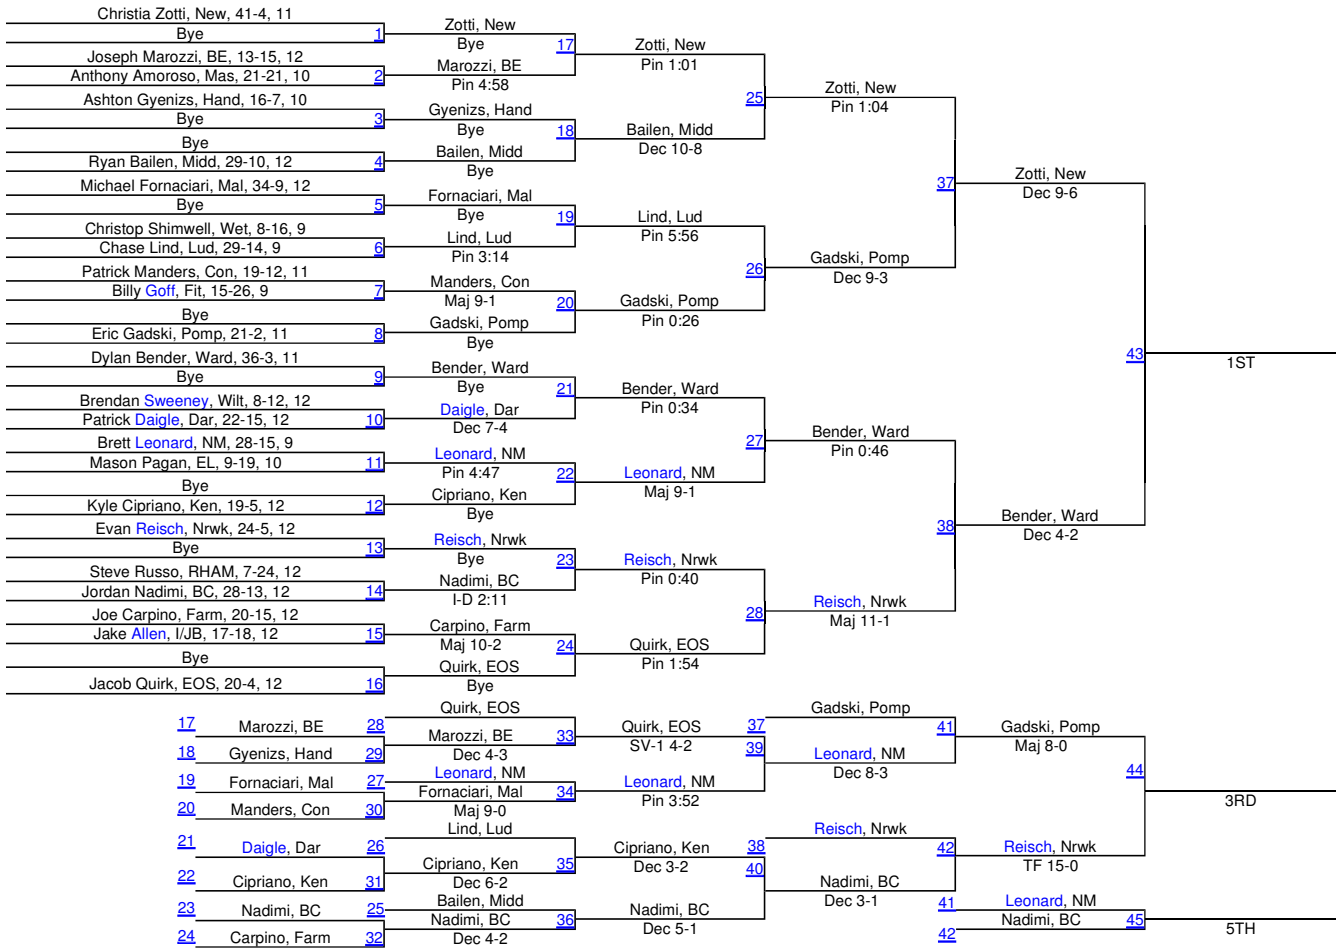 Christia Zotti, New, 41-4, 11
Bye
1
Joseph Marozzi, BE, 13-15, 12
Anthony Amoroso, Mas, 21-21, 10
2
Ashton Gyenizs, Hand, 16-7, 10
Bye
3
Bye
Ryan Bailen, Midd, 29-10, 12
4
Michael Fornaciari, Mal, 34-9, 12
Bye
5
Christop Shimwell, Wet, 8-16, 9
Chase Lind, Lud, 29-14, 9
6
Patrick Manders, Con, 19-12, 11
Billy Goff, Fit, 15-26, 9
7
Bye
Eric Gadski, Pomp, 21-2, 11
8
Dylan Bender, Ward, 36-3, 11
Bye
9
Brendan Sweeney, Wilt, 8-12, 12
Patrick Daigle, Dar, 22-15, 12
10
Brett Leonard, NM, 28-15, 9
Mason Pagan, EL, 9-19, 10
11
Bye
Kyle Cipriano, Ken, 19-5, 12
12
Evan Reisch, Nrwk, 24-5, 12
Bye
13
Steve Russo, RHAM, 7-24, 12
Jordan Nadimi, BC, 28-13, 12
14
Joe Carpino, Farm, 20-15, 12
Jake Allen, I/JB, 17-18, 12
15
Bye
Jacob Quirk, EOS, 20-4, 12
16
Zotti, New
Bye
17
Marozzi, BE
Pin 4:58
Gyenizs, Hand
Bye
18
Bailen, Midd
Bye
Fornaciari, Mal
Bye
19
Lind, Lud
Pin 3:14
Manders, Con
Maj 9-1
20
Gadski, Pomp
Bye
Bender, Ward
Bye
21
Daigle, Dar
Dec 7-4
Leonard, NM
Pin 4:47
22
Cipriano, Ken
Bye
Reisch, Nrwk
Bye
23
Nadimi, BC
I-D 2:11
Carpino, Farm
Maj 10-2
24
Quirk, EOS
Bye
Zotti, New
Pin 1:01
25
Bailen, Midd
Dec 10-8
Lind, Lud
Pin 5:56
26
Gadski, Pomp
Pin 0:26
Bender, Ward
Pin 0:34
27
Leonard, NM
Maj 9-1
Reisch, Nrwk
Pin 0:40
28
Quirk, EOS
Pin 1:54
Zotti, New
Pin 1:04
37
Gadski, Pomp
Dec 9-3
Bender, Ward
Pin 0:46
38
Reisch, Nrwk
Maj 11-1
Zotti, New
Dec 9-6
43
Bender, Ward
Dec 4-2
1ST
17
Marozzi, BE
18
Gyenizs, Hand
19
Fornaciari, Mal
20
Manders, Con
21
Daigle, Dar
22
Cipriano, Ken
23
Nadimi, BC
24
Carpino, Farm
28
Quirk, EOS
29
Marozzi, BE
Dec 4-3
33
27
Leonard, NM
30
Fornaciari, Mal
Maj 9-0
34
26
Lind, Lud
31
Cipriano, Ken
Dec 6-2
35
25
Bailen, Midd
32
Nadimi, BC
Dec 4-2
36
Quirk, EOS
SV-1 4-2
39
Leonard, NM
Pin 3:52
Cipriano, Ken
Dec 3-2
40
Nadimi, BC
Dec 5-1
37
Gadski, Pomp
41
Leonard, NM
Dec 8-3
38
Reisch, Nrwk
42
Nadimi, BC
Dec 3-1
Gadski, Pomp
Maj 8-0
44
Reisch, Nrwk
TF 15-0
3RD
41
Leonard, NM
42
Nadimi, BC
45
5TH